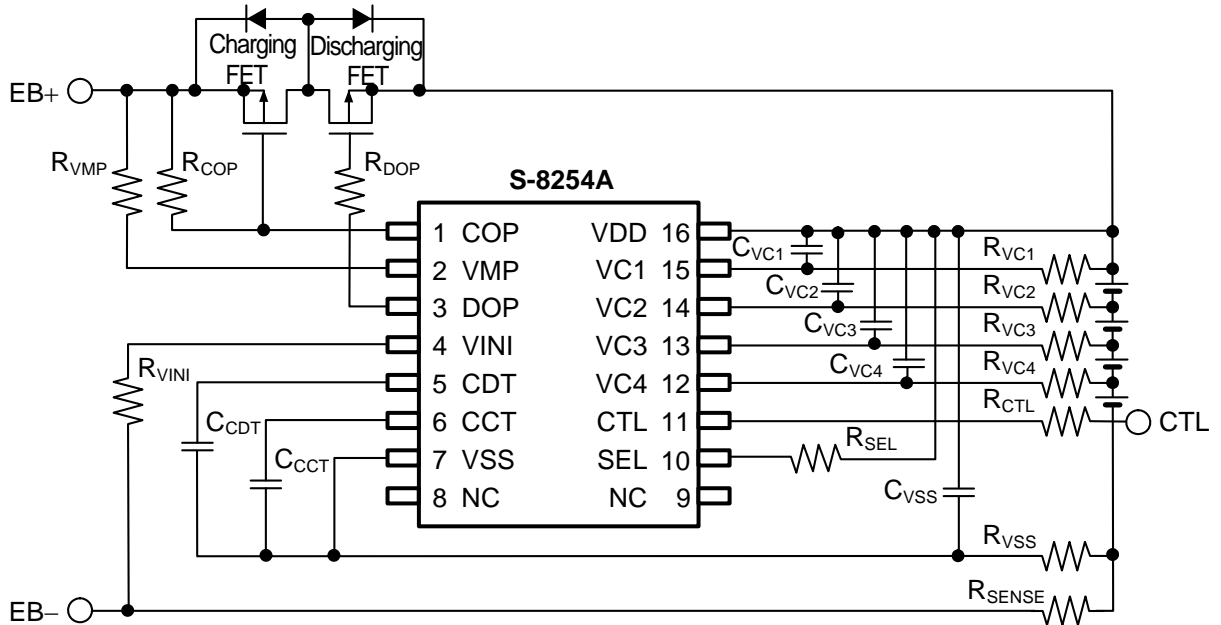 Charging Discharging
FET FET
EB+
RVMP RCOP RDOP
S-8254A
1 COP VDD 16
2 VMP VC1 15
3 DOP VC2 14
4 VINI VC3 13
5 CDT VC4 12
6 CCT CTL 11
7 VSS SEL 10
8 NC NC 9
CVC1 RVC1
CVC2 RVC2
CVC3 RVC3
CVC4 RVC4
RVINI
RCTL CTL
CCDT RSEL
CCCT CVSS
RVSS
EB− RSENSE